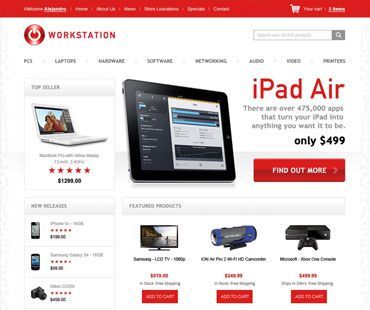 Welcome Alejandro
Home
About Us
News
Store Loacations
Specials
Contact
Your cart
3 items
WORKSTATION
Search over 30,000 products
PCS
LAPTOPS
HARDWARE
SOFTWARE
NETWORKING
AUDIO
VIDEO
PRINTERS
TOP SELLER
MacBook Pro with retina display
13-inch: 2.4GHz
$1299.00
iPad Air
There are over 475,000 apps
that turn your iPad into
anything you want it to be.
only $499
FIND OUT MORE
NEW RELEASES
iPhone 5c - 16GB
$99.00
Samsung Galaxy S4 - 16GB
Nikon D3200
$456.00
FEATURED PRODUCTS
Samsung - LCD TV - 1080p
$519.00
In Stock. Free Shipping
ADD TO CART
iON Air Pro 2 Wi-Fi HD Camcorder
$249.99
In Stock. Free Shipping
ADD TO CART
Microsoft - Xbox One Console
$499.99
Ships in 24hrs. Free Shipping
ADD TO CART